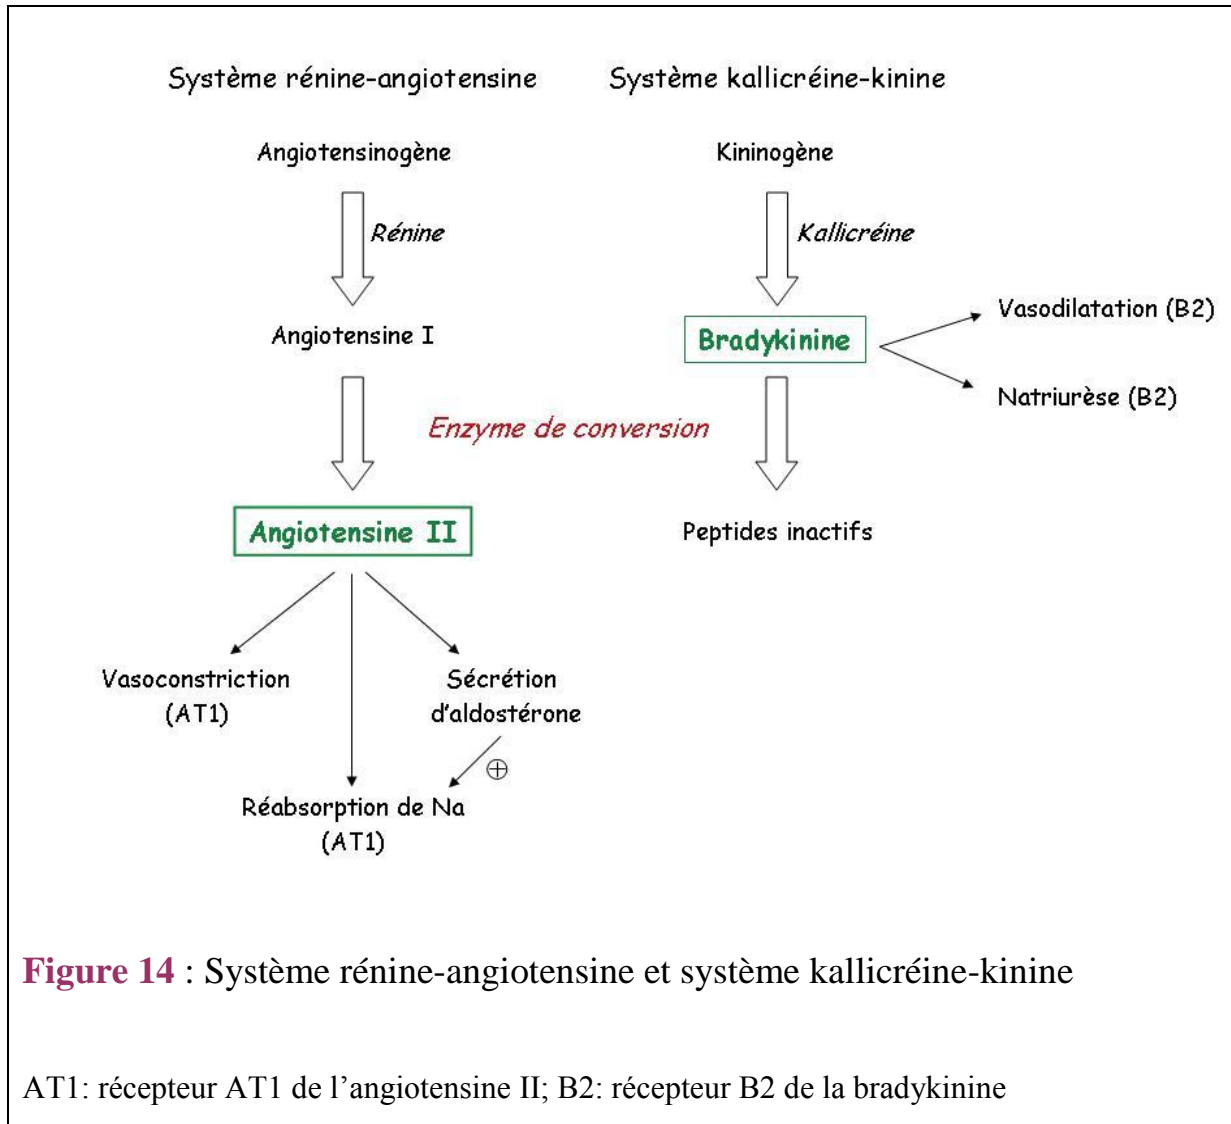 Système rénine-angiotensine
Système kallicréine-kinine
Angiotensinogène
Kininogène
Rénine
Kallicréine
Angiotensine I
Bradykinine
Vasodilatation (B2)
Natriurèse (B2)
Enzyme de conversion
Angiotensine II
Peptides inactifs
Vasoconstriction
(AT1)
Sécrétion
d'aldostérone
⊕
Réabsorption de Na
(AT1)
Figure 14 : Système rénine-angiotensine et système kallicréine-kinine
AT1: récepteur AT1 de l’angiotensine II; B2: récepteur B2 de la bradykinine